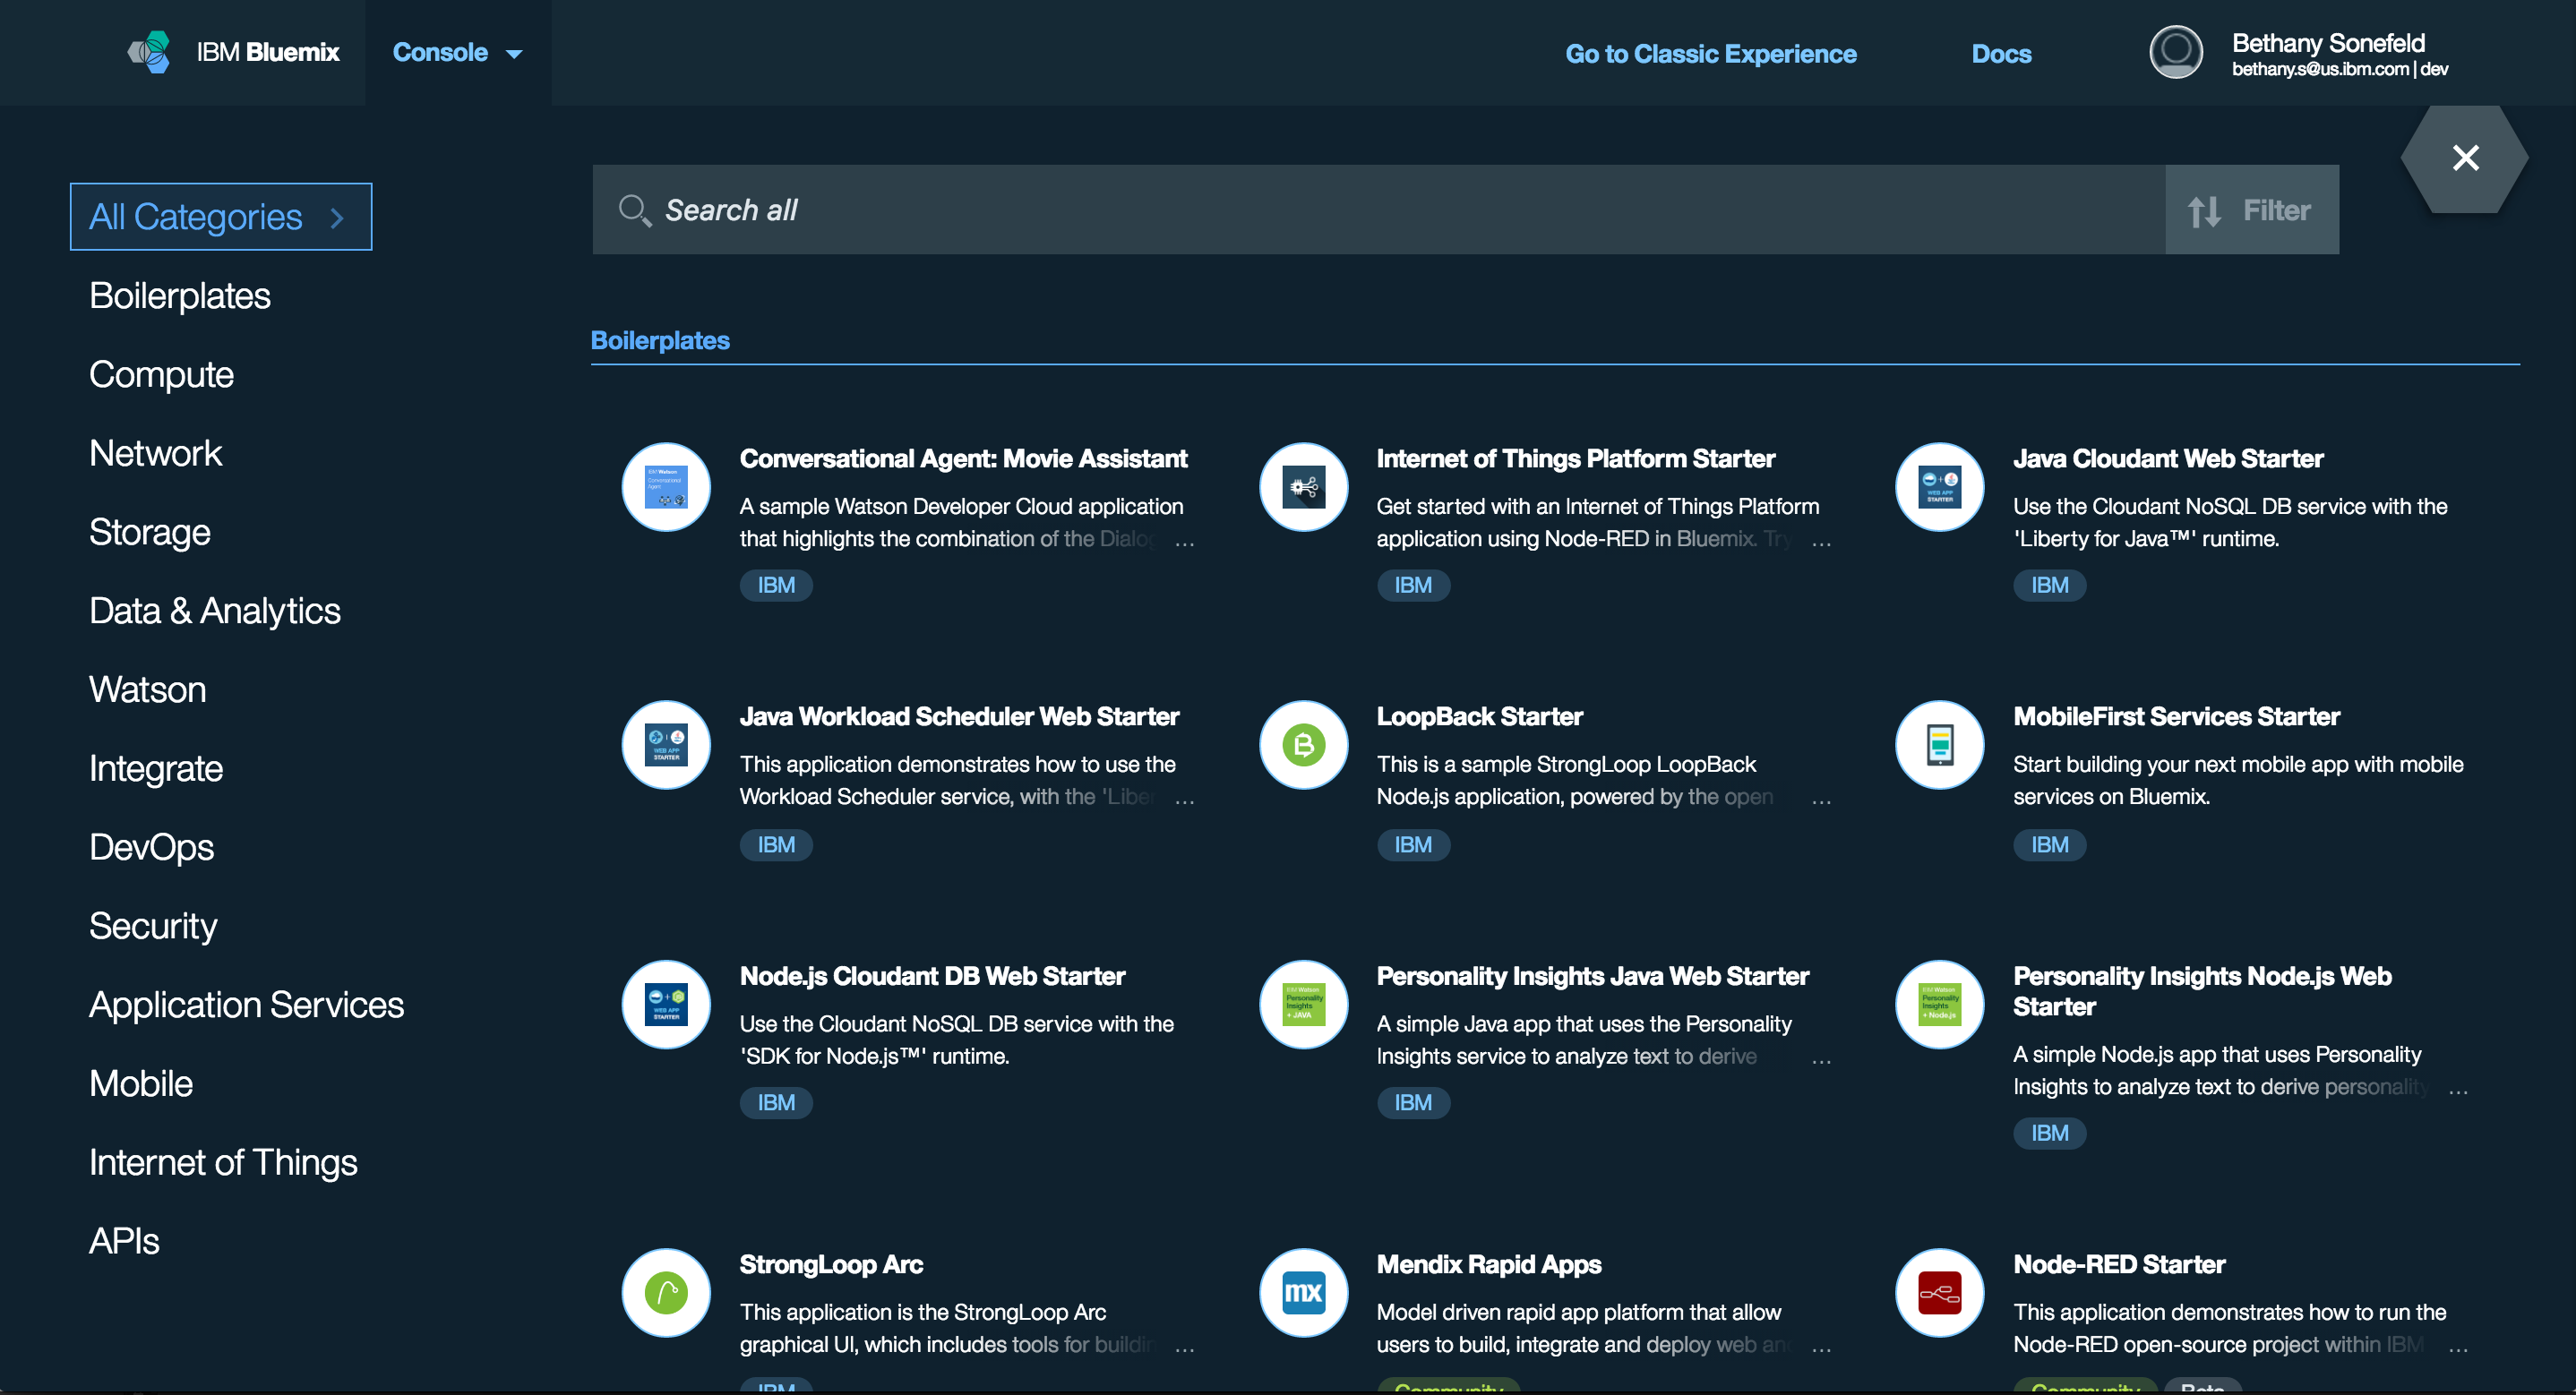 IBM Bluemix
Console
Go to Classic Experience
Docs
Bethany Sonefeld
bethany.s@us.ibm.com | dev
All Categories
Boilerplates
Compute
Network
Storage
Data & Analytics
Watson
Integrate
DevOps
Security
Application Services
Mobile
Internet of Things
APIs
Search all
Filter
Boilerplates
Conversational Agent: Movie Assistant
A sample Watson Developer Cloud application
that highlights the combination of the Dialog ...
IBM
Internet of Things Platform Starter
Get started with an Internet of Things Platform
application using Node-RED in Bluemix. Try ...
IBM
Java Cloudant Web Starter
Use the Cloudant NoSQL DB service with the
'Liberty for Java™' runtime.
IBM
Java Workload Scheduler Web Starter
This application demonstrates how to use the
Workload Scheduler service, with the 'Liber ...
IBM
LoopBack Starter
This is a sample StrongLoop LoopBack
Node.js application, powered by the open ...
IBM
MobileFirst Services Starter
Start building your next mobile app with mobile
services on Bluemix.
IBM
Node.js Cloudant DB Web Starter
Use the Cloudant NoSQL DB service with the
'SDK for Node.js™' runtime.
IBM
Personality Insights Java Web Starter
A simple Java app that uses the Personality
Insights service to analyze text to derive ...
IBM
Personality Insights Node.js Web
Starter
A simple Node.js app that uses Personality
Insights to analyze text to derive personality ...
IBM
StrongLoop Arc
This application is the StrongLoop Arc
graphical UI, which includes tools for buildin ...
IBM
mx
Mendix Rapid Apps
Model driven rapid app platform that allow
users to build, integrate and deploy web an ...
Community
Node-RED Starter
This application demonstrates how to run the
Node-RED open-source project within IBM ...
Community
Beta